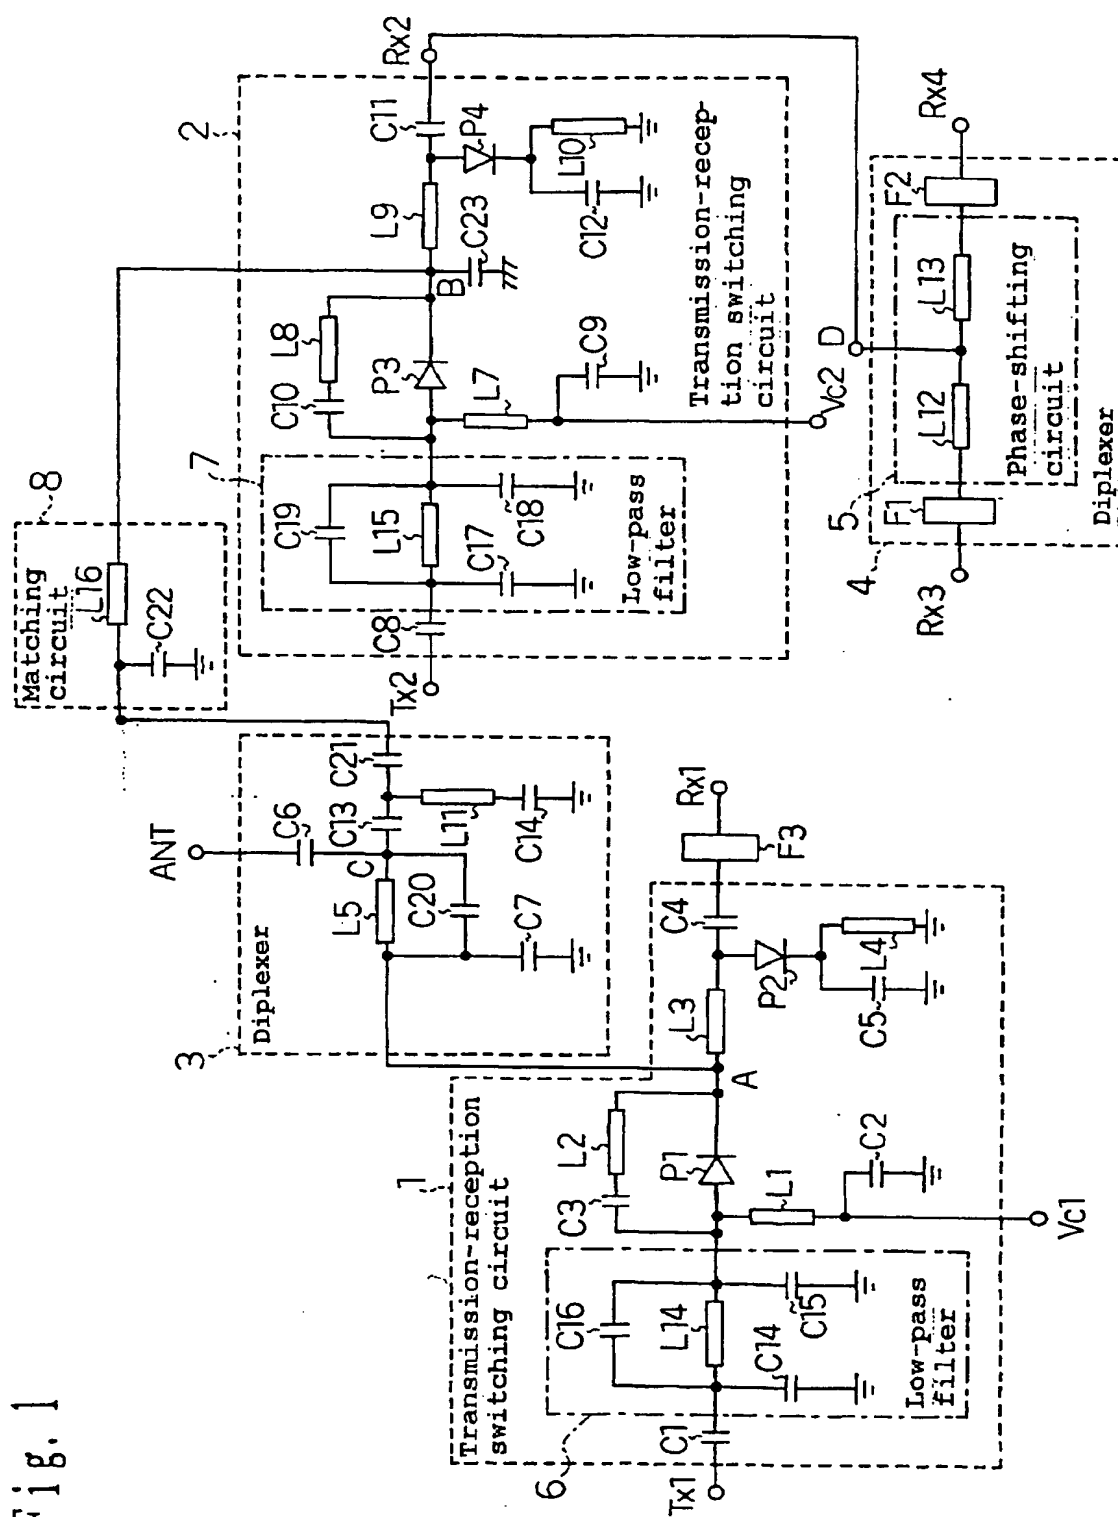 Fig. 1
ANT
C6
3
Diplexer
L5
C
C13
C21
C20
C7
L11
C14
8
Matching
circuit
L16
C22
2
7
Tx2
C8
C19
L15
C17
C18
Low-pass
filter
C10
L8
P3
L7
C9
B
C23
L9
C11
P4
C12
L10
Rx2
Transmission-recep-
tion switching
circuit
Vc2
D
1
Transmission-reception
switching circuit
6
Tx1
C1
C16
L14
C14
C15
Low-pass
filter
C3
L2
P1
L1
C2
Vc1
A
L3
C4
P2
C5
L4
F3
Rx1
4
5
Rx3
F1
L12
L13
F2
Rx4
Phase-shifting
circuit
Diplexer